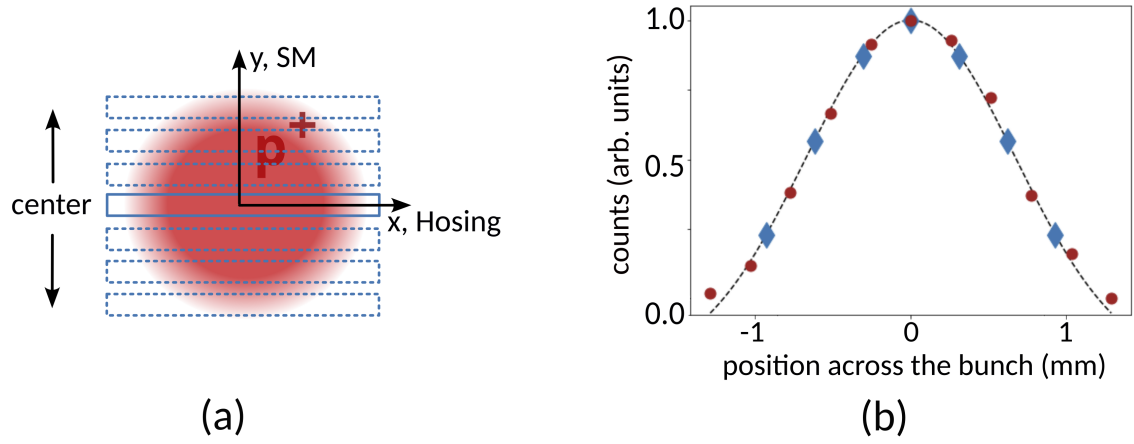 y, SM
p+
center
x, Hosing
(a)
1.0
0.5
0.0
counts (arb. units)
-1 0 1
position across the bunch (mm)
(b)